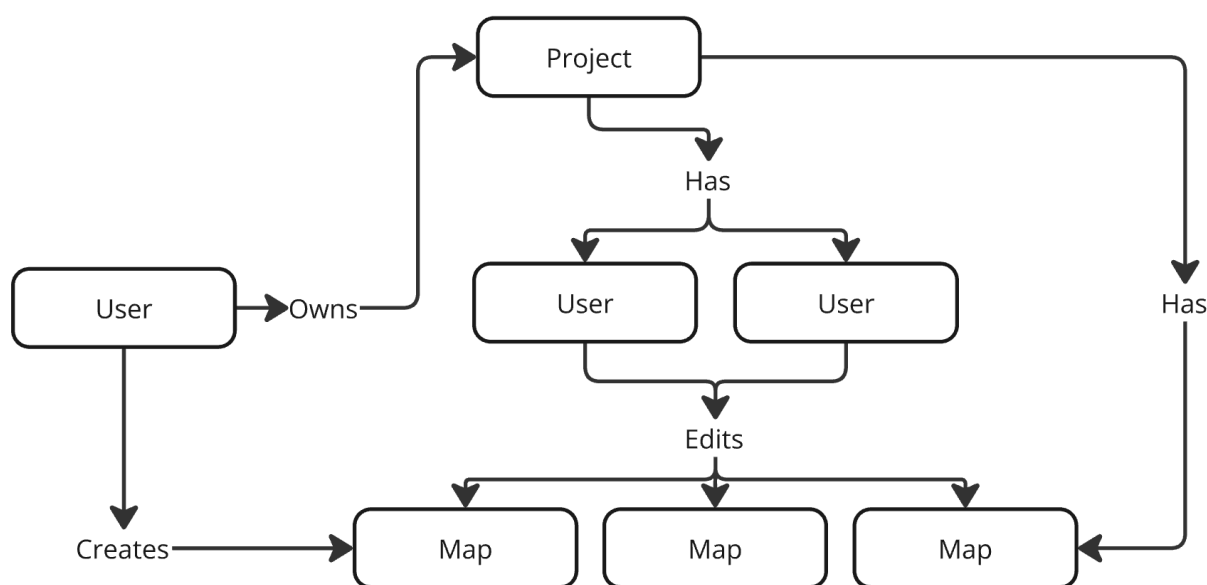 Project
Has
User
Owns
User
User
Has
Edits
Creates
Map
Map
Map